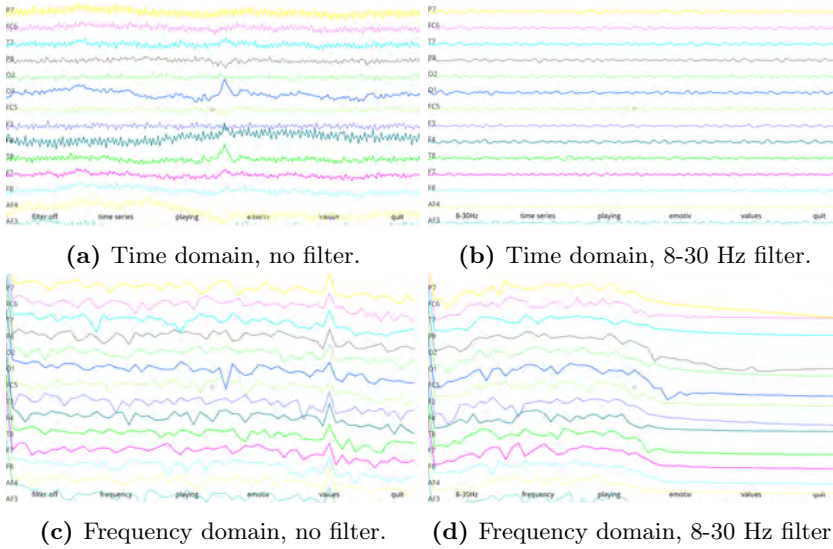 P7
FC6
T7
P8
O2
O1
FC5
F3
F4
T8
F7
F8
AF4
filter off time series playing quit
AF3
P7
FC6
T7
P8
O2
O1
FC5
F3
F4
T8
F7
F8
AF4
8-30Hz time series playing emotiv values quit
AF3
(a) Time domain, no filter.
(b) Time domain, 8-30 Hz filter.
P7
FC6
T7
P8
O2
O1
FC5
F3
F4
T8
F7
F8
AF4
filter off frequency playing emotiv values quit
AF3
P7
FC6
T7
P8
O2
O1
FC5
F3
F4
T8
F7
F8
AF4
8-30Hz frequency playing emotiv values quit
AF3
(c) Frequency domain, no filter.
(d) Frequency domain, 8-30 Hz filter